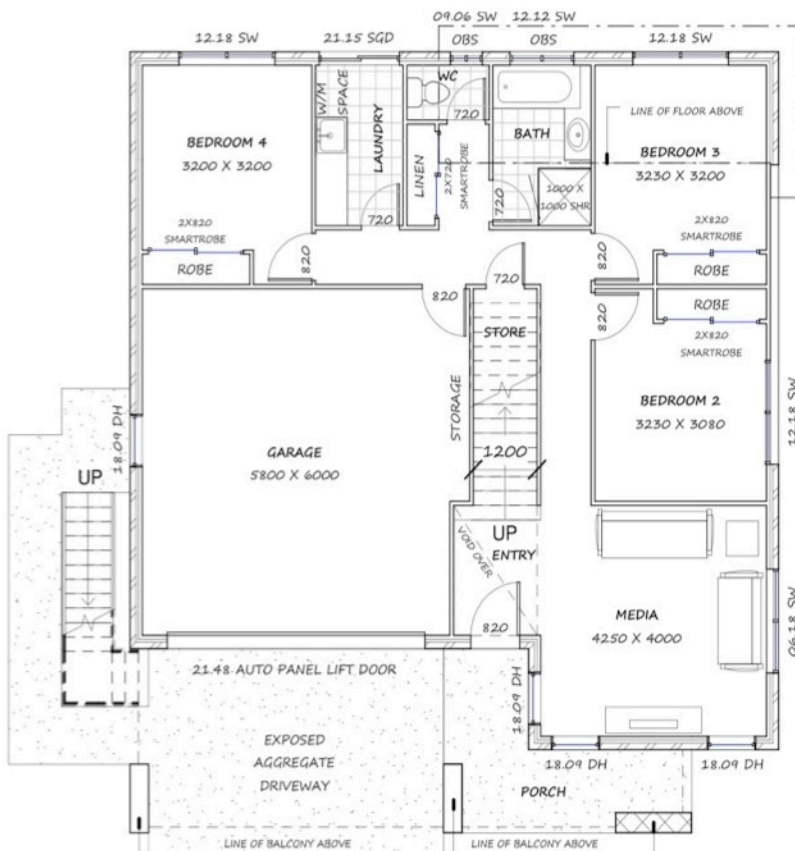 09.06 SW 12.12 SW
12.18 SW
21.15 SGD
OBS
OBS
12.18 SW
W/M
SPACE
WC
720
LAUNDRY
BATH
LINE OF FLOOR ABOVE
BEDROOM 4
3200 X 3200
BEDROOM 3
3230 X 3200
LINEN
2X720
SMARTROBE
720
1000 X
1000 SHR
720
2X820
SMARTROBE
ROBE
820
2X820
SMARTROBE
ROBE
820
820
720
STORE
ROBE
820
2X820
SMARTROBE
STORAGE
BEDROOM 2
3230 X 3080
12.18 SW
18.09 DH
GARAGE
5800 X 6000
1200
UP
UP
ENTRY
VOID OVER
820
MEDIA
4250 X 4000
06.18 SW
21.48 AUTO PANEL LIFT DOOR
18.09 DH
EXPOSED
AGGREGATE
DRIVEWAY
18.09 DH
18.09 DH
PORCH
LINE OF BALCONY ABOVE
LINE OF BALCONY ABOVE